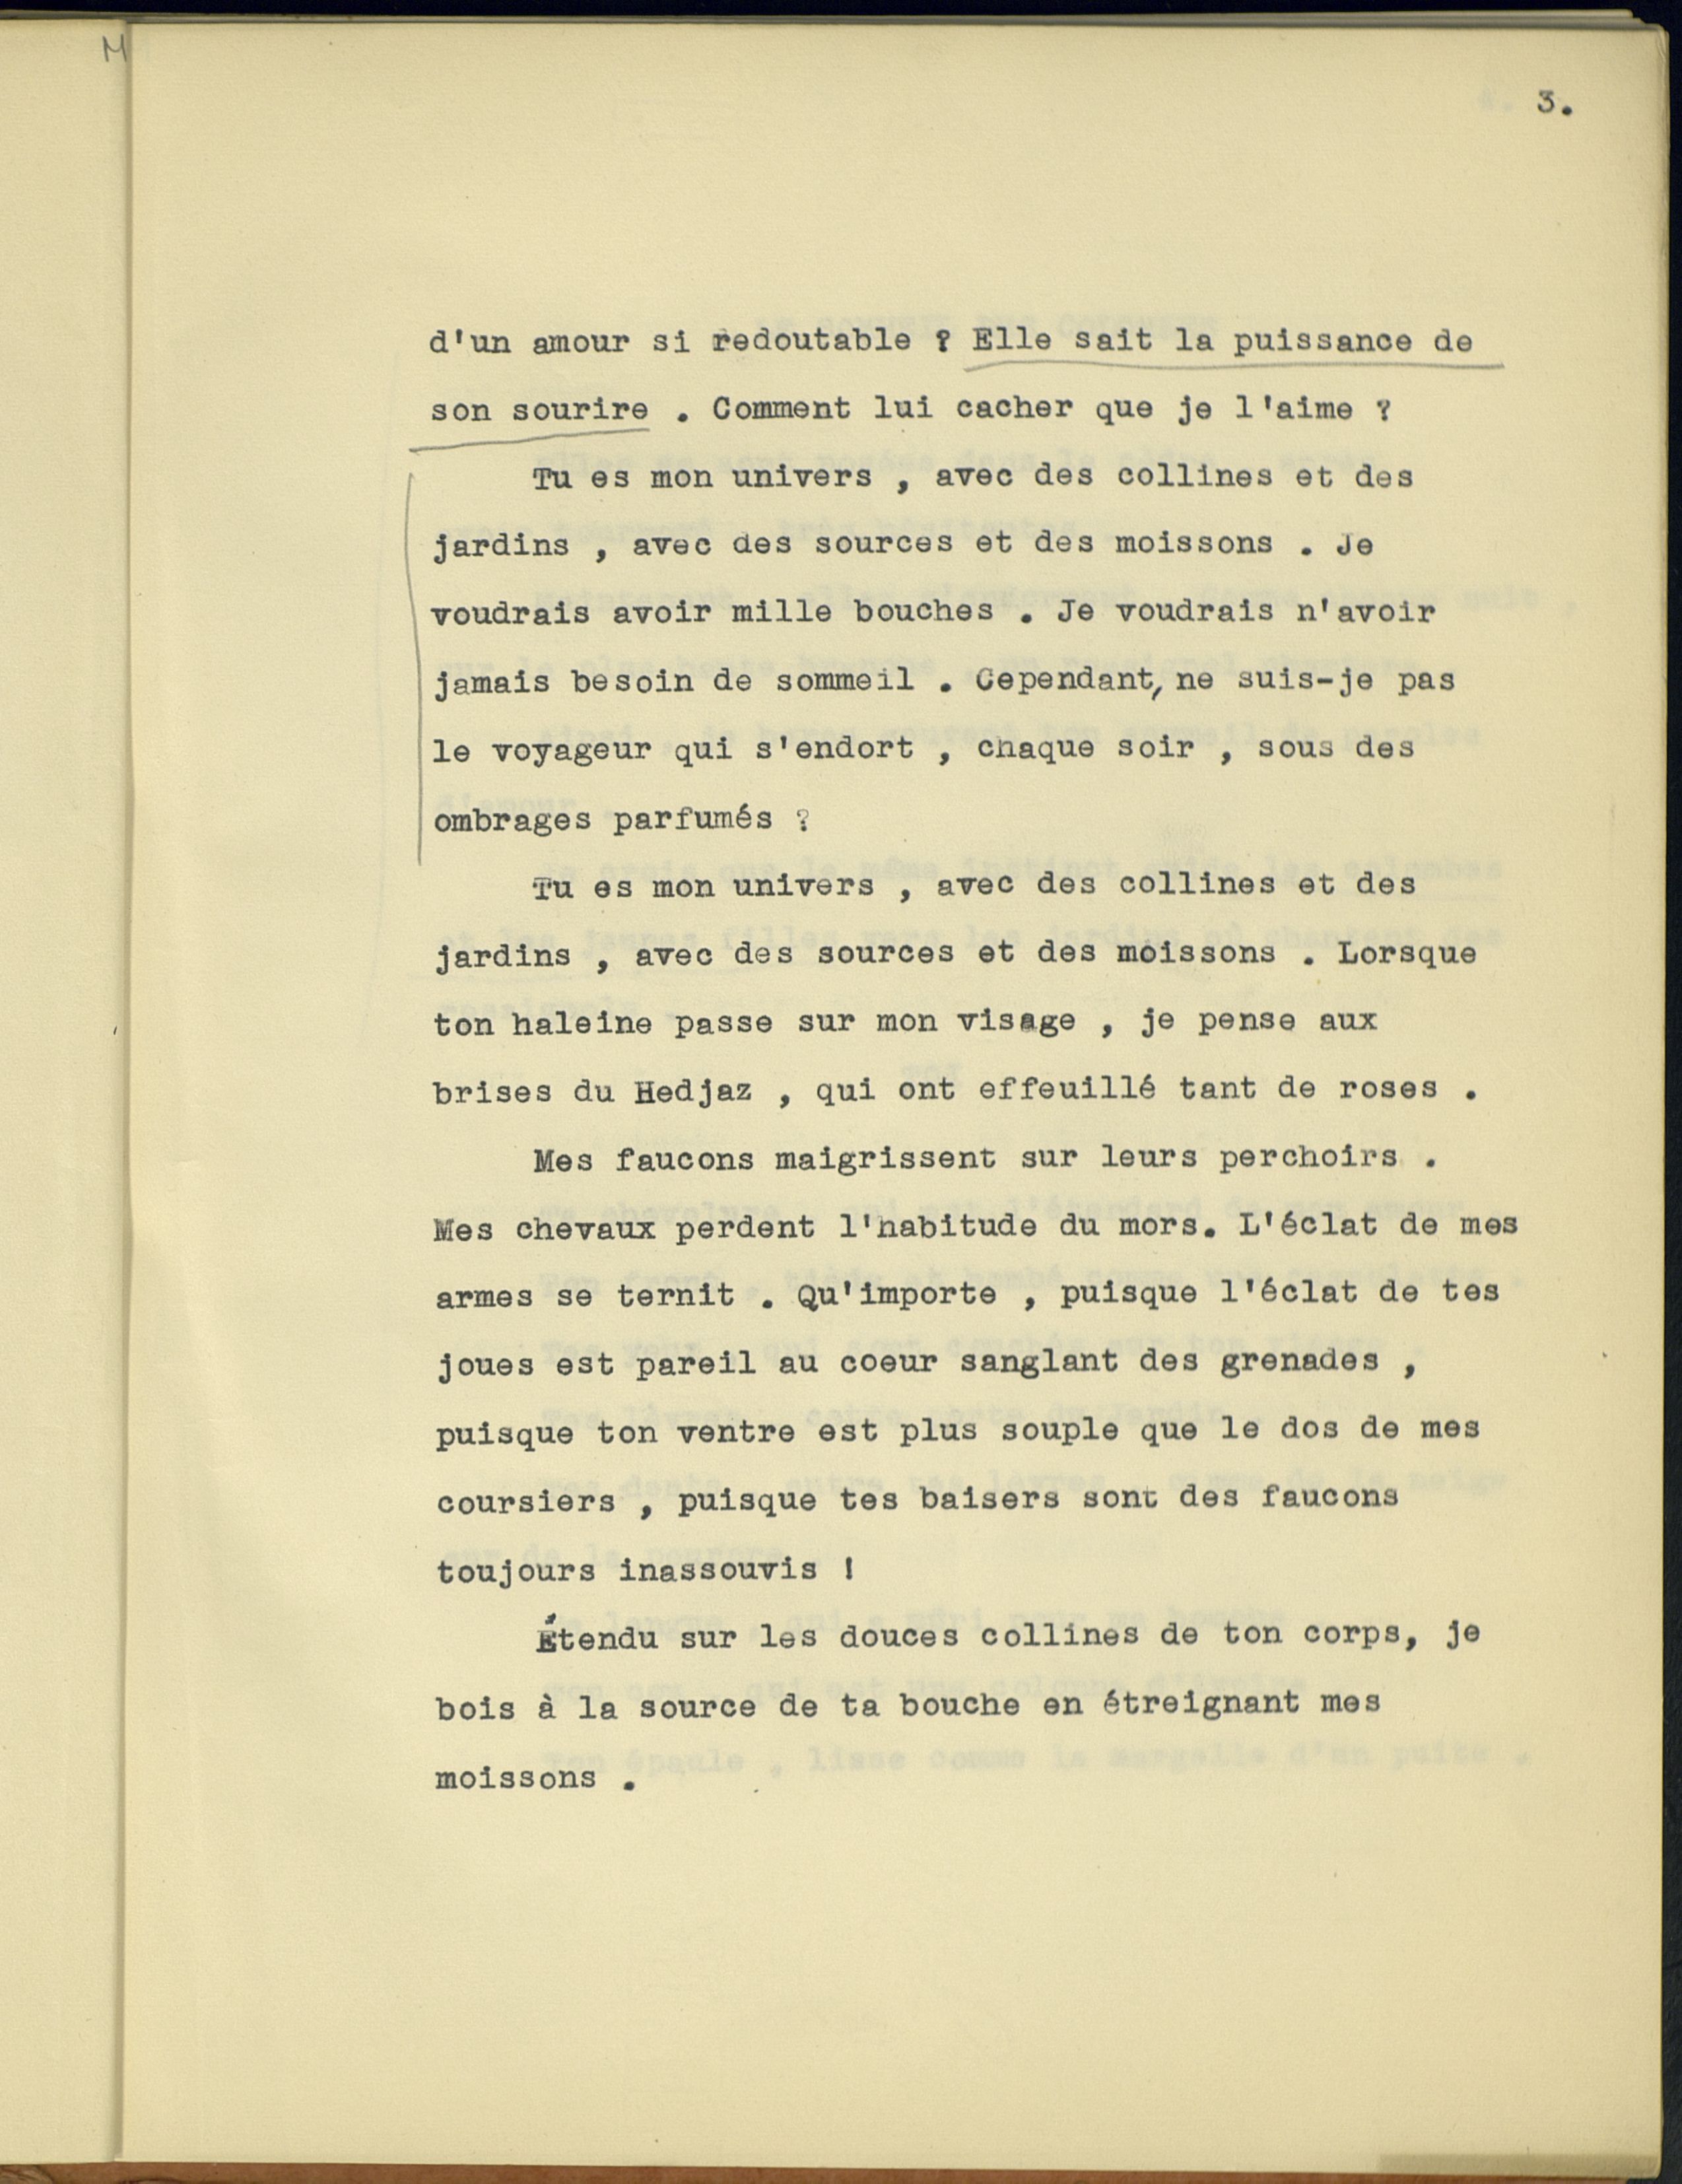 M
3.
d'un amour si redoutable ? Elle sait la puissance de
son sourire . Comment lui cacher que je l'aime ?
Tu es mon univers , avec des collines et des
jardins , avec des sources et des moissons . Je
voudrais avoir mille bouches . Je voudrais n'avoir
jamais besoin de sommeil . Cependant, ne suis-je pas
le voyageur qui s'endort , chaque soir , sous des
ombrages parfumés ?
Tu es mon univers , avec des collines et des
jardins , avec des sources et des moissons . Lorsque
ton haleine passe sur mon visage , je pense aux
brises du Hedjaz , qui ont effeuillé tant de roses .
Mes faucons maigrissent sur leurs perchoirs .
Mes chevaux perdent l'habitude du mors. L'éclat de mes
armes se ternit . Qu'importe , puisque l'éclat de tes
joues est pareil au coeur sanglant des grenades ,
puisque ton ventre est plus souple que le dos de mes
coursiers , puisque tes baisers sont des faucons
toujours inassouvis !
Étendu sur les douces collines de ton corps, je
bois à la source de ta bouche en étreignant mes
moissons .